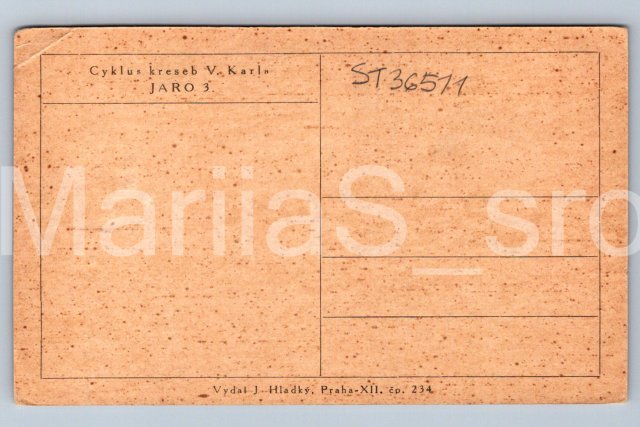 Cyklus kreseb V. Karla
JARO 3.
ST36511
MariiaS_sro
Vydal J. Hladký, Praha-XII, čp. 234